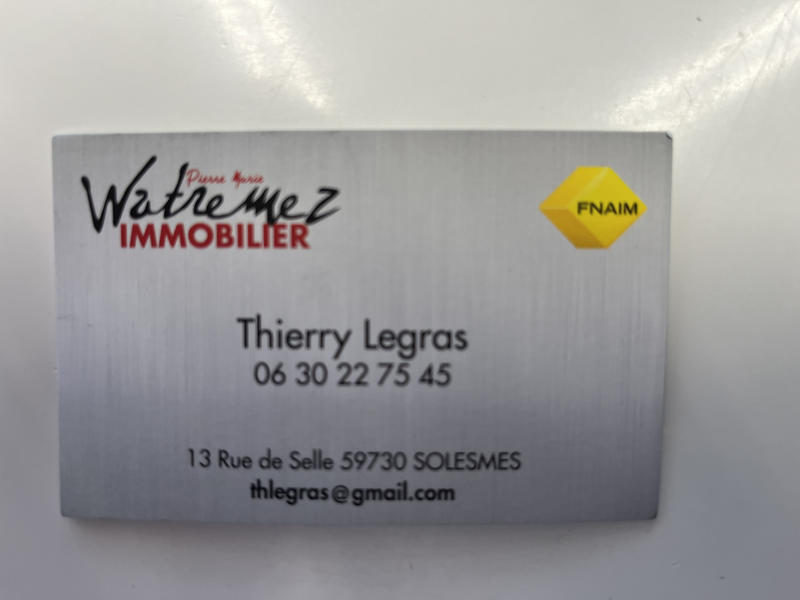 Pierre Marie
Watremez
IMMOBILIER
FNAIM
Thierry Legras
06 30 22 75 45
13 Rue de Selle 59730 SOLESMES
thlegras@gmail.com